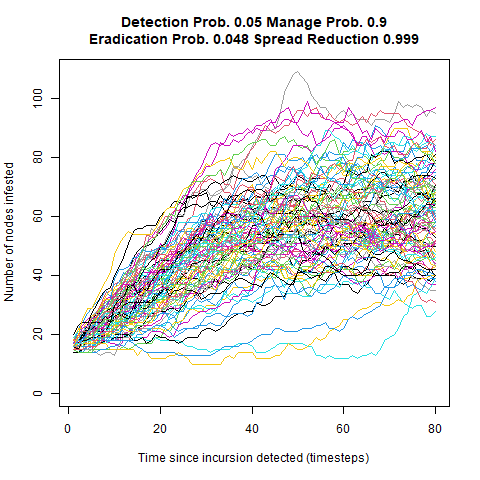 Detection Prob. 0.05 Manage Prob. 0.9
Eradication Prob. 0.048 Spread Reduction 0.999
Number of nodes infested
100
80
60
40
20
0
0 20 40 60 80
Time since incursion detected (timesteps)